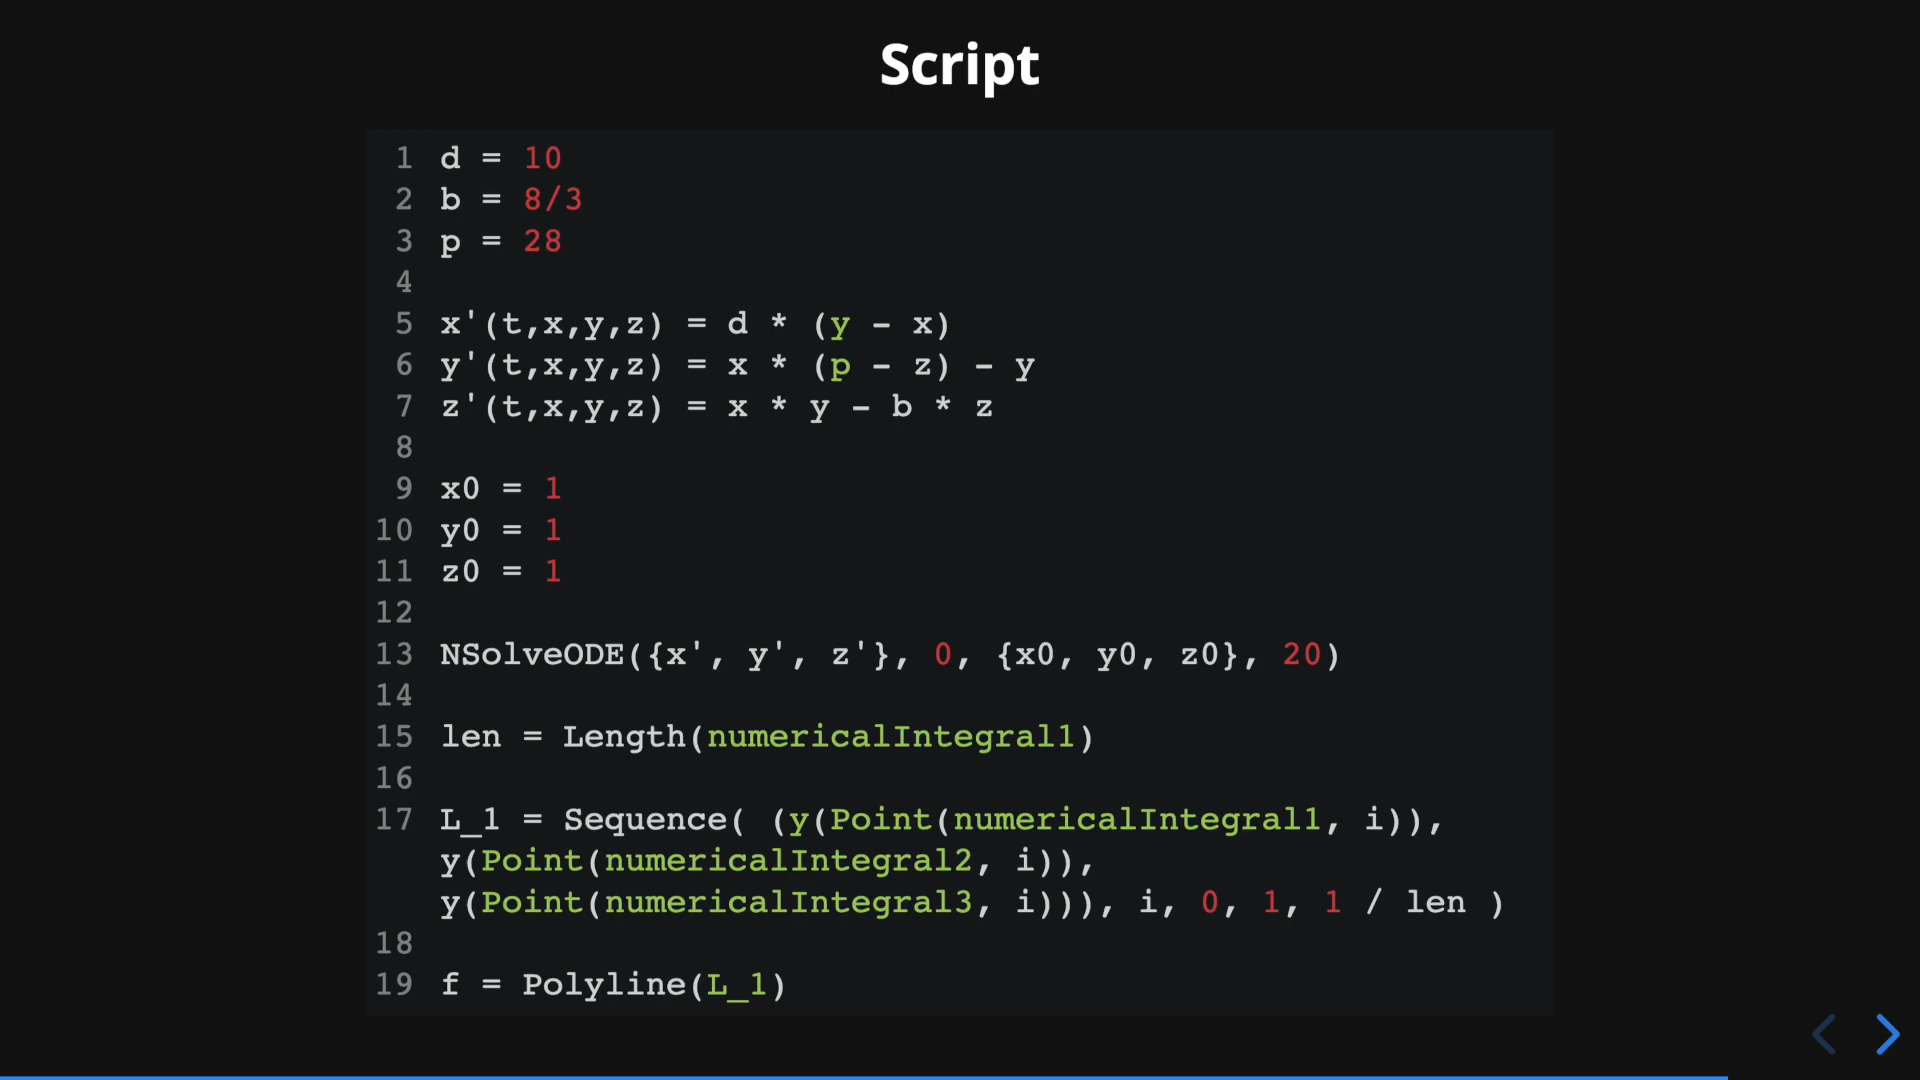 Script
1 d = 10
2 b = 8/3
3 p = 28
4
5 x'(t,x,y,z) = d * (y - x)
6 y'(t,x,y,z) = x * (p - z) - y
7 z'(t,x,y,z) = x * y - b * z
8
9 x0 = 1
10 y0 = 1
11 z0 = 1
12
13 NSolveODE({x', y', z'}, 0, {x0, y0, z0}, 20)
14
15 len = Length(numericalIntegral1)
16
17 L_1 = Sequence( (y(Point(numericalIntegral1, i)),
y(Point(numericalIntegral2, i)),
y(Point(numericalIntegral3, i))), i, 0, 1, 1 / len )
18
19 f = Polyline(L_1)